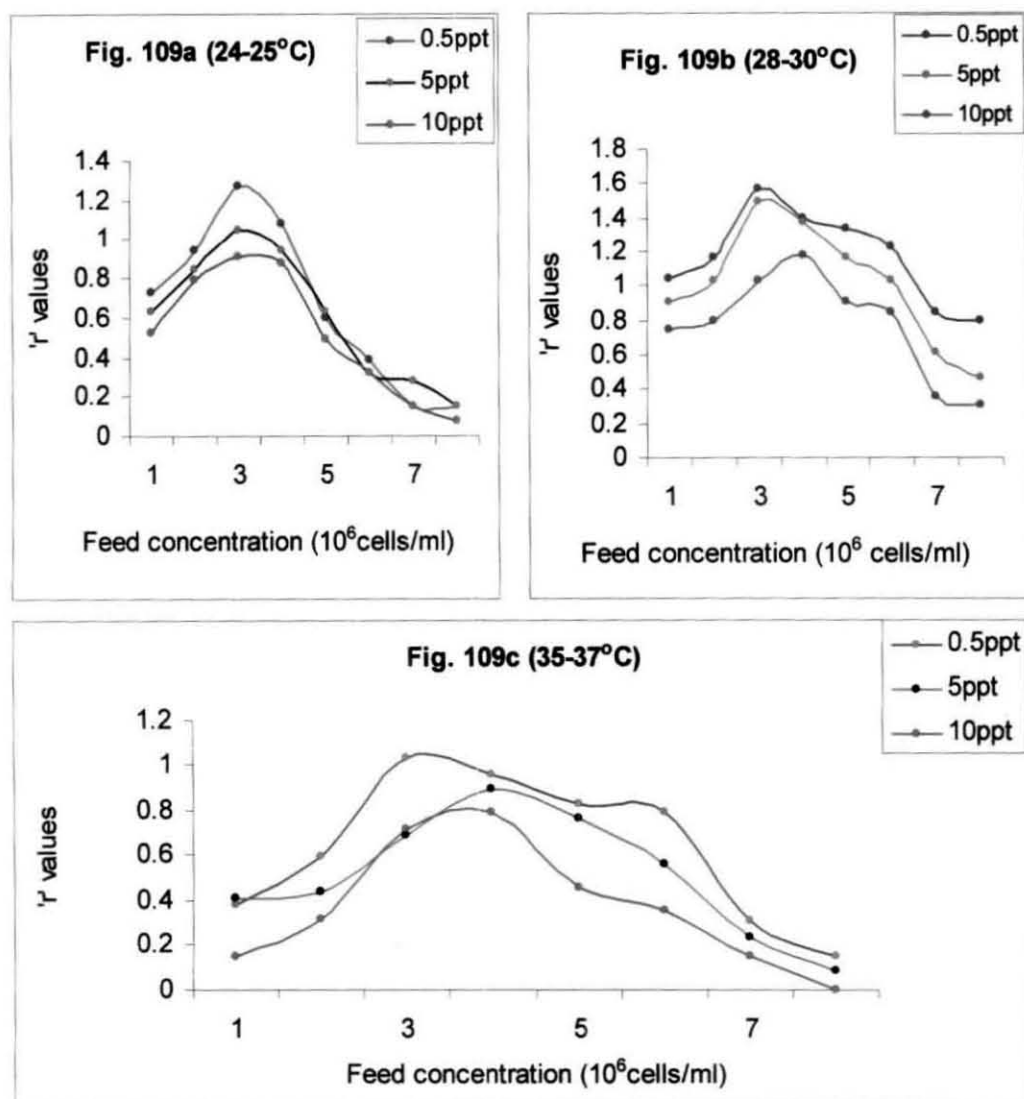 Fig. 109a (24-25°C)
0.5ppt
5ppt
10ppt
'r' values
1.4
1.2
1
0.8
0.6
0.4
0.2
0
1 3 5 7
Feed concentration (10⁶cells/ml)
Fig. 109b (28-30°C)
0.5ppt
5ppt
10ppt
'r' values
1.8
1.6
1.4
1.2
1
0.8
0.6
0.4
0.2
0
1 3 5 7
Feed concentration (10⁶ cells/ml)
Fig. 109c (35-37°C)
0.5ppt
5ppt
10ppt
'r' values
1.2
1
0.8
0.6
0.4
0.2
0
1 3 5 7
Feed concentration (10⁶cells/ml)